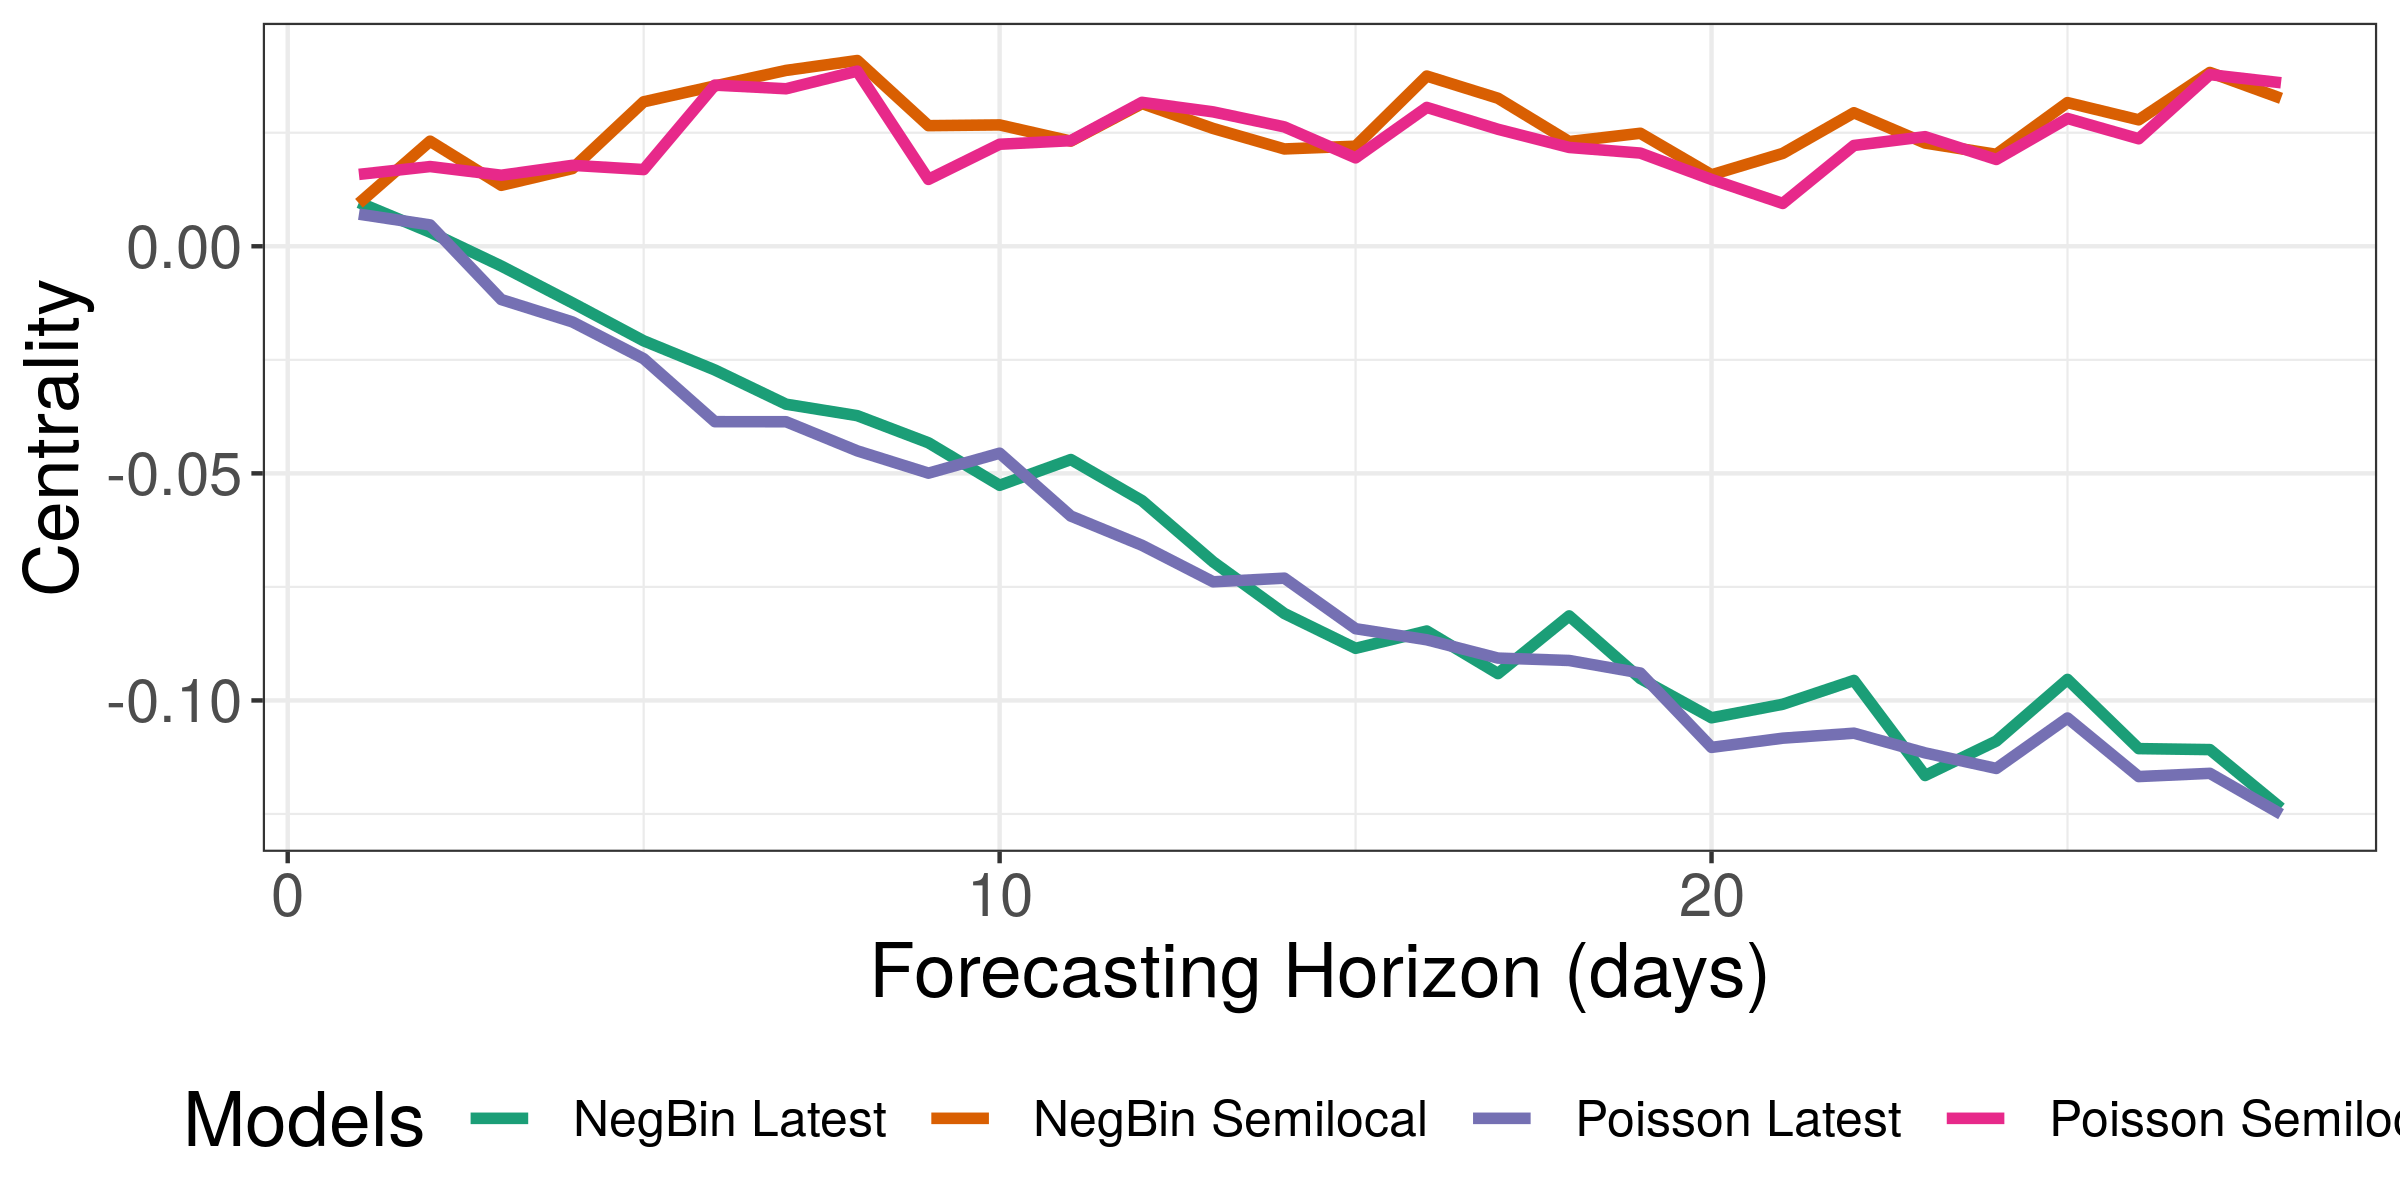 0.00
-0.05
-0.10
Centrality
0 10 20
Forecasting Horizon (days)
Models NegBin Latest NegBin Semilocal Poisson Latest Poisson